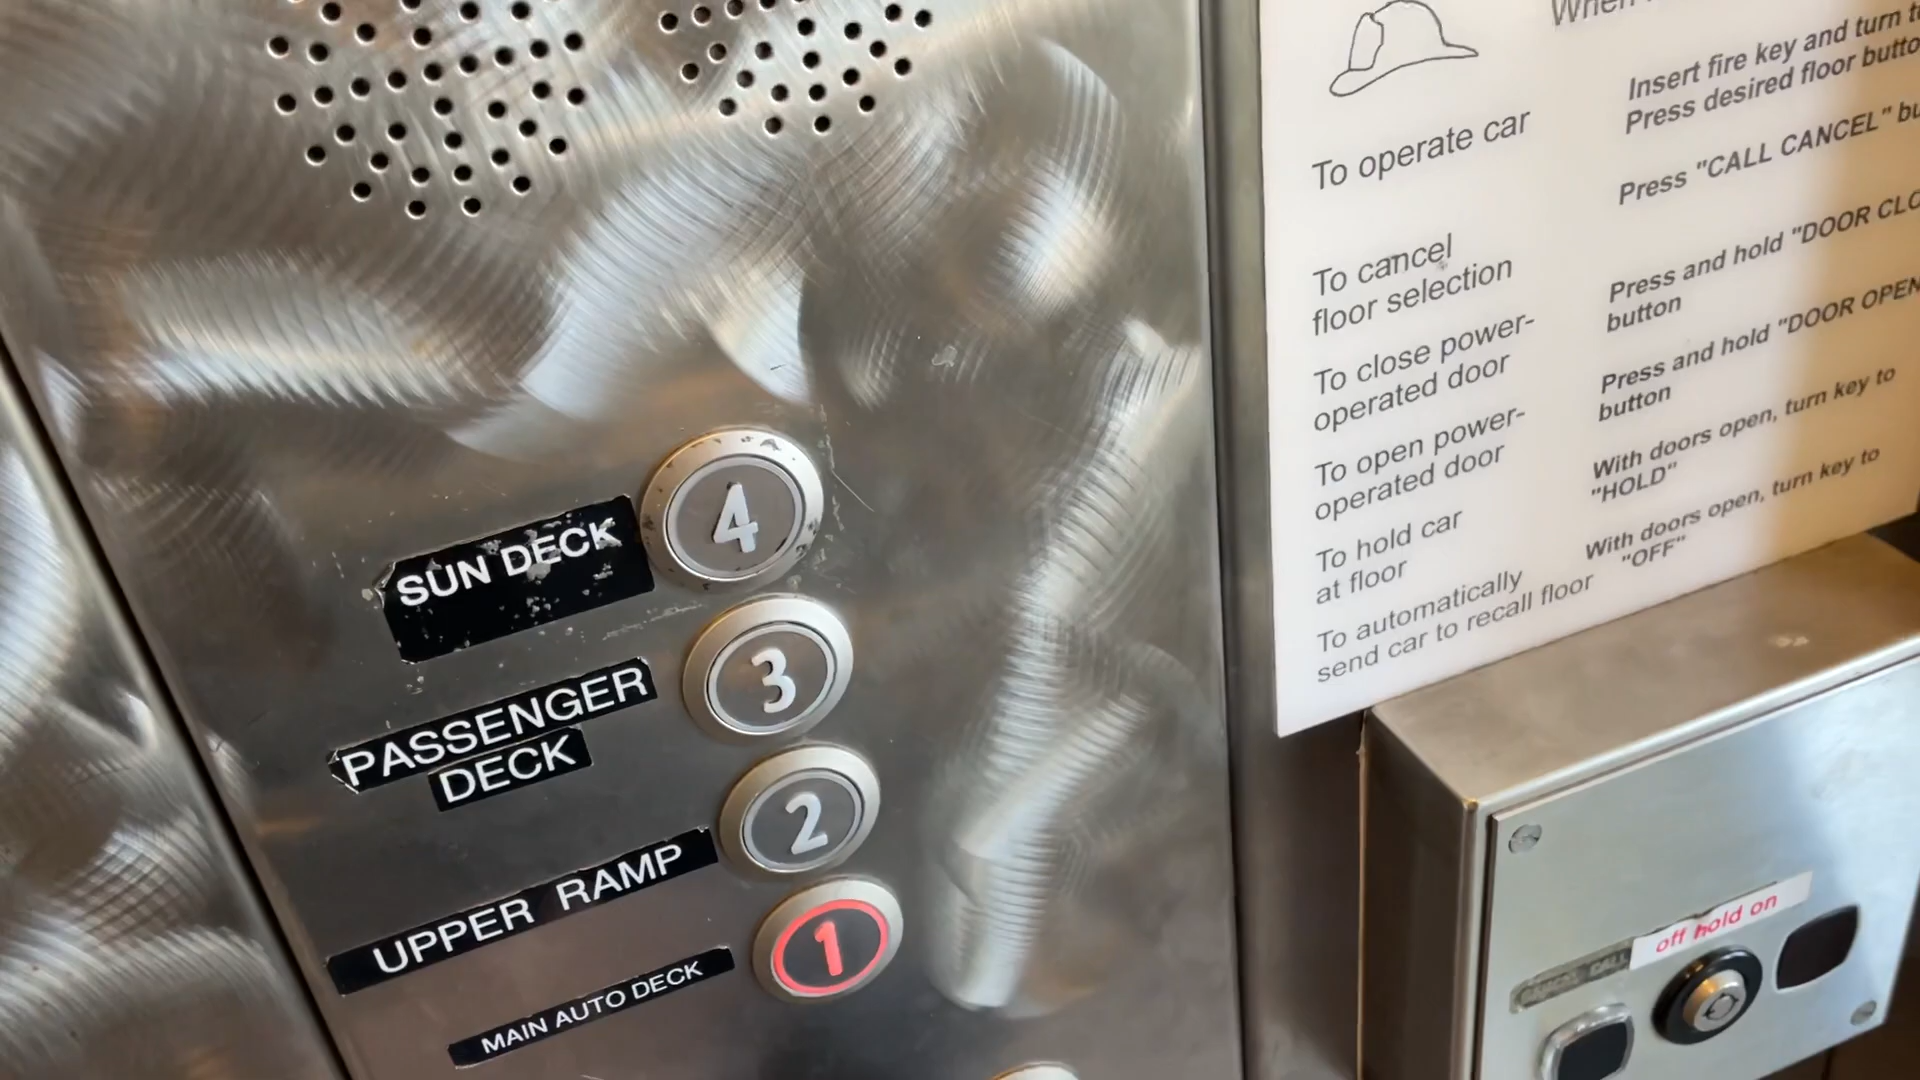 SUN DECK
4
PASSENGER
DECK
3
UPPER RAMP
2
MAIN AUTO DECK
1
When
To operate car
Insert fire key and turn
Press desired floor
To cancel
floor selection
Press "CALL CANCEL"
To close power-
operated door
Press and hold "DOOR
button
To open power-
operated door
Press and hold "DOOR OPEN
button
To hold car
at floor
With doors open, turn key to
"HOLD"
To automatically
send car to recall floor
With doors open, turn key to
"OFF"
off hold on
CALL